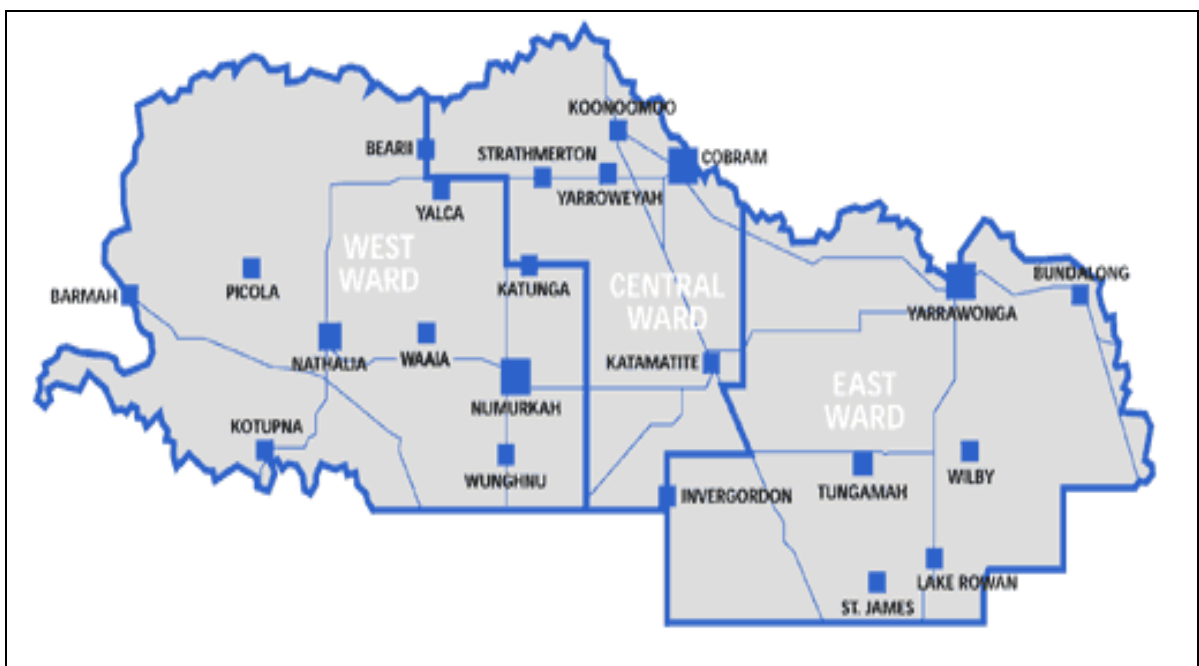 KOONOOMOO
BEARII
STRATHMERTON
COBRAM
YARROWEYAH
YALCA
WEST
WARD
BARMAH
PICOLA
KATUNGA
CENTRAL
WARD
BUNDALONG
YARRAWONGA
NATHALIA
WAAIA
KATAMATITE
NUMURKAH
EAST
WARD
KOTUPNA
WUNGHNU
INVERGORDON
TUNGAMAH
WILBY
LAKE ROWAN
ST. JAMES